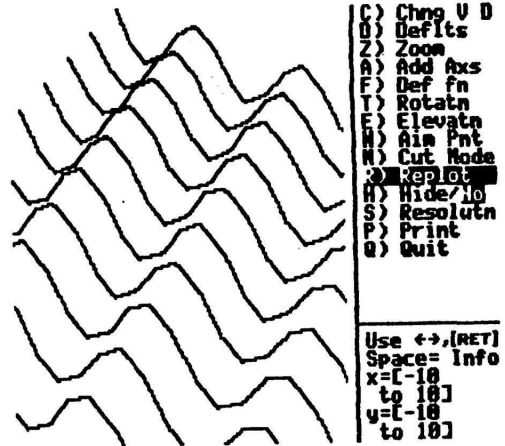 C) Chng V D
D) Deflts
Z) Zoom
A) Add Axs
F) Def fn
T) Rotatn
E) Elevatn
W) Aim Pnt
M) Cut Mode
R) Replot
H) Hide/No
S) Resolutn
P) Print
Q) Quit
Use ←→,[RET]
Space= Info
x=[-10
to 10]
y=[-10
to 10]